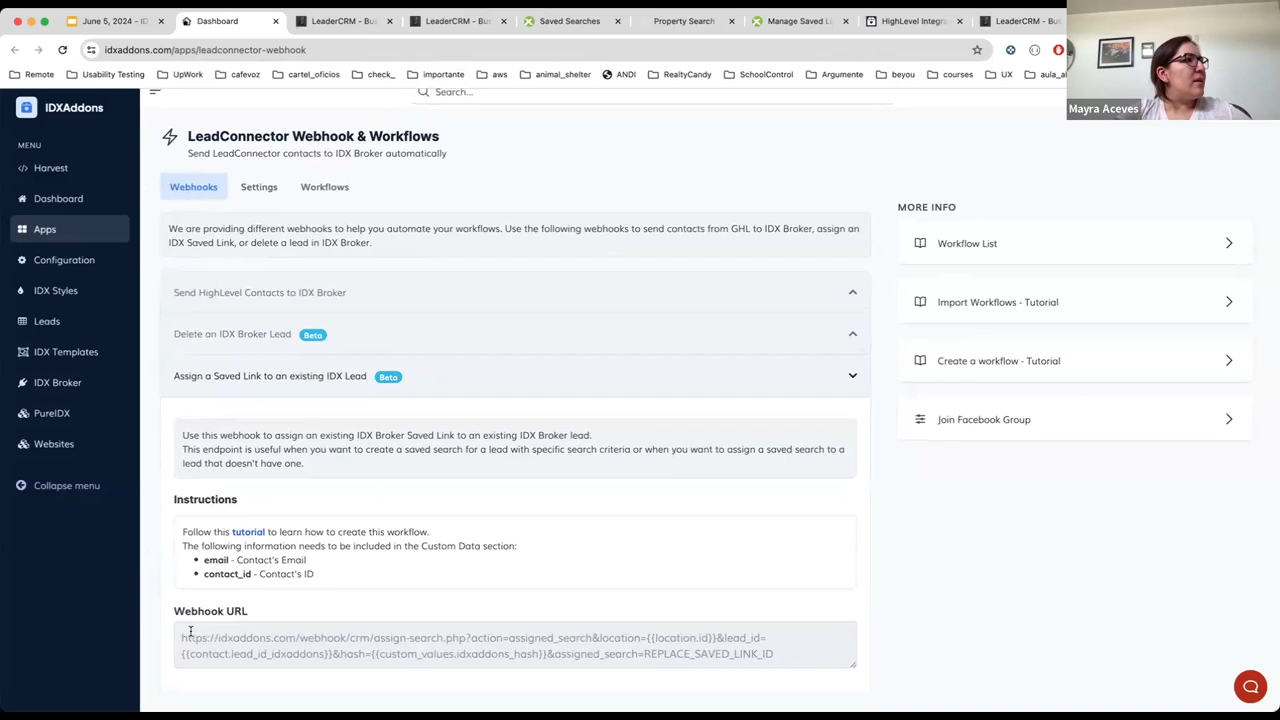 June 5, 2024 - ID
Dashboard
LeaderCRM - Bus
LeaderCRM - Bus
Saved Searches
Property Search
Manage Saved Li
HighLevel Integra
LeaderCRM - Bus
idxaddons.com/apps/leadconnector-webhook
Remote
Usability Testing
UpWork
cafevoz
cartel_oficios
check_
importante
aws
animal_shelter
ANDI
RealtyCandy
SchoolControl
Argumente
beyou
courses
UX
aula_al
Mayra Aceves
IDXAddons
Search...
MENU
Harvest
Dashboard
Apps
Configuration
IDX Styles
Leads
IDX Templates
IDX Broker
PureIDX
Websites
Collapse menu
LeadConnector Webhook & Workflows
Send LeadConnector contacts to IDX Broker automatically
Webhooks
Settings
Workflows
We are providing different webhooks to help you automate your workflows. Use the following webhooks to send contacts from GHL to IDX Broker, assign an
IDX Saved Link, or delete a lead in IDX Broker.
Send HighLevel Contacts to IDX Broker
Delete an IDX Broker Lead Beta
Assign a Saved Link to an existing IDX Lead Beta
Use this webhook to assign an existing IDX Broker Saved Link to an existing IDX Broker lead.
This endpoint is useful when you want to create a saved search for a lead with specific search criteria or when you want to assign a saved search to a
lead that doesn't have one.
Instructions
Follow this tutorial to learn how to create this workflow.
The following information needs to be included in the Custom Data section:
• email - Contact's Email
• contact_id - Contact's ID
Webhook URL
https://idxaddons.com/webhook/crm/assign-search.php?action=assigned_search&location={{location.id}}&lead_id=
{{contact.lead_id_idxaddons}}&hash={{custom_values.idxaddons_hash}}&assigned_search=REPLACE_SAVED_LINK_ID
MORE INFO
Workflow List
Import Workflows - Tutorial
Create a workflow - Tutorial
Join Facebook Group